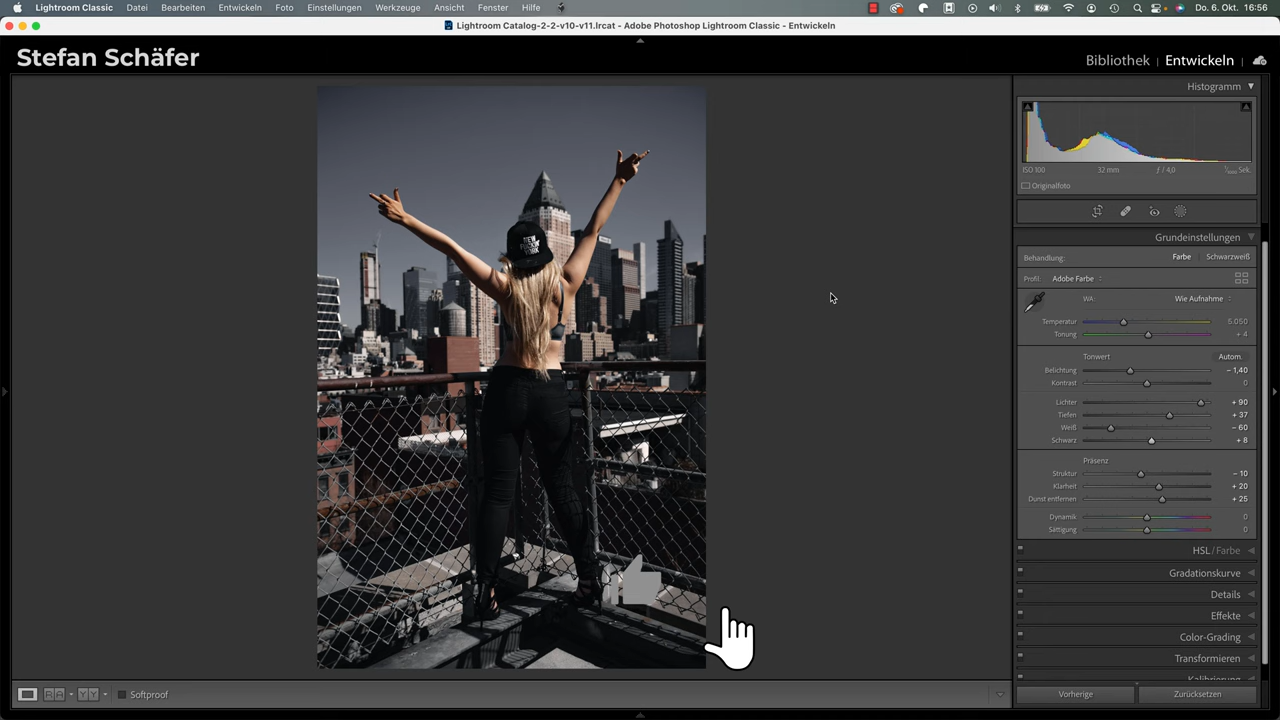 Lightroom Classic Datei Bearbeiten Entwickeln Foto Einstellungen Werkzeuge Ansicht Fenster Hilfe Do. 6. Okt. 16:56
Lightroom Catalog-2-2-v10-v11.lrcat - Adobe Photoshop Lightroom Classic - Entwickeln
Stefan Schäfer
Bibliothek | Entwickeln |
Histogramm
ISO 100 32 mm ƒ / 4,0
Originalfoto
Grundeinstellungen
Behandlung: Farbe Schwarzweiß
Profil: Adobe Farbe
WA: Wie Aufnahme
Temperatur 5.050
Tonung + 4
Tonwert Autom.
Belichtung − 1,40
Kontrast 0
Lichter + 90
Tiefen + 37
Weiß − 60
Schwarz + 8
Präsenz
Struktur − 10
Klarheit + 20
Dunst entfernen + 25
Dynamik 0
Sättigung 0
HSL / Farbe
Gradationskurve
Details
Effekte
Color-Grading
Transformieren
Kalibrierung
Vorherige Zurücksetzen
R A Y Y Softproof